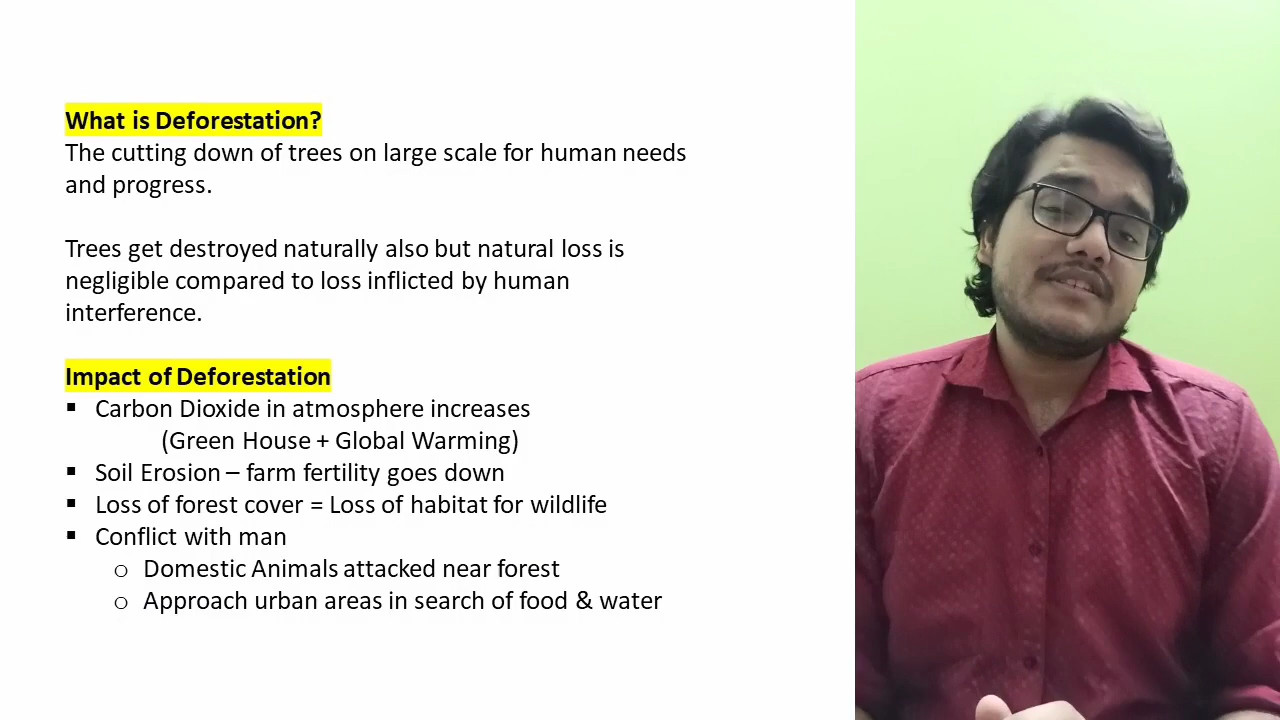 What is Deforestation?
The cutting down of trees on large scale for human needs
and progress.
Trees get destroyed naturally also but natural loss is
negligible compared to loss inflicted by human
interference.
Impact of Deforestation
▪ Carbon Dioxide in atmosphere increases
(Green House + Global Warming)
▪ Soil Erosion – farm fertility goes down
▪ Loss of forest cover = Loss of habitat for wildlife
▪ Conflict with man
o Domestic Animals attacked near forest
o Approach urban areas in search of food & water